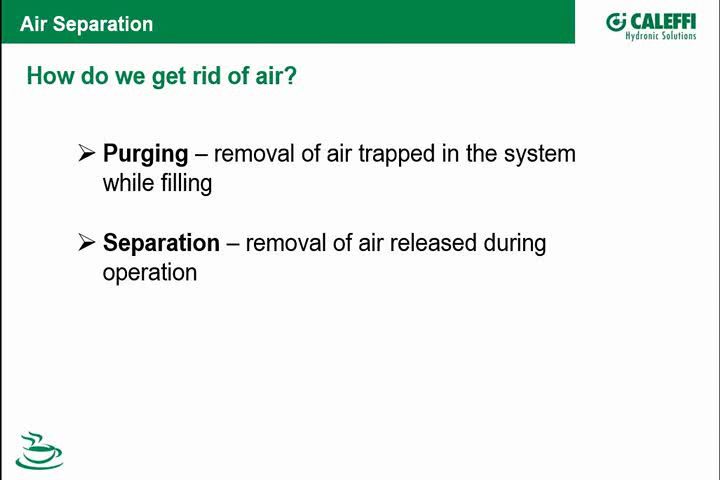 Air Separation
CALEFFI
Hydronic Solutions
How do we get rid of air?
➢ Purging – removal of air trapped in the system
while filling
➢ Separation – removal of air released during
operation